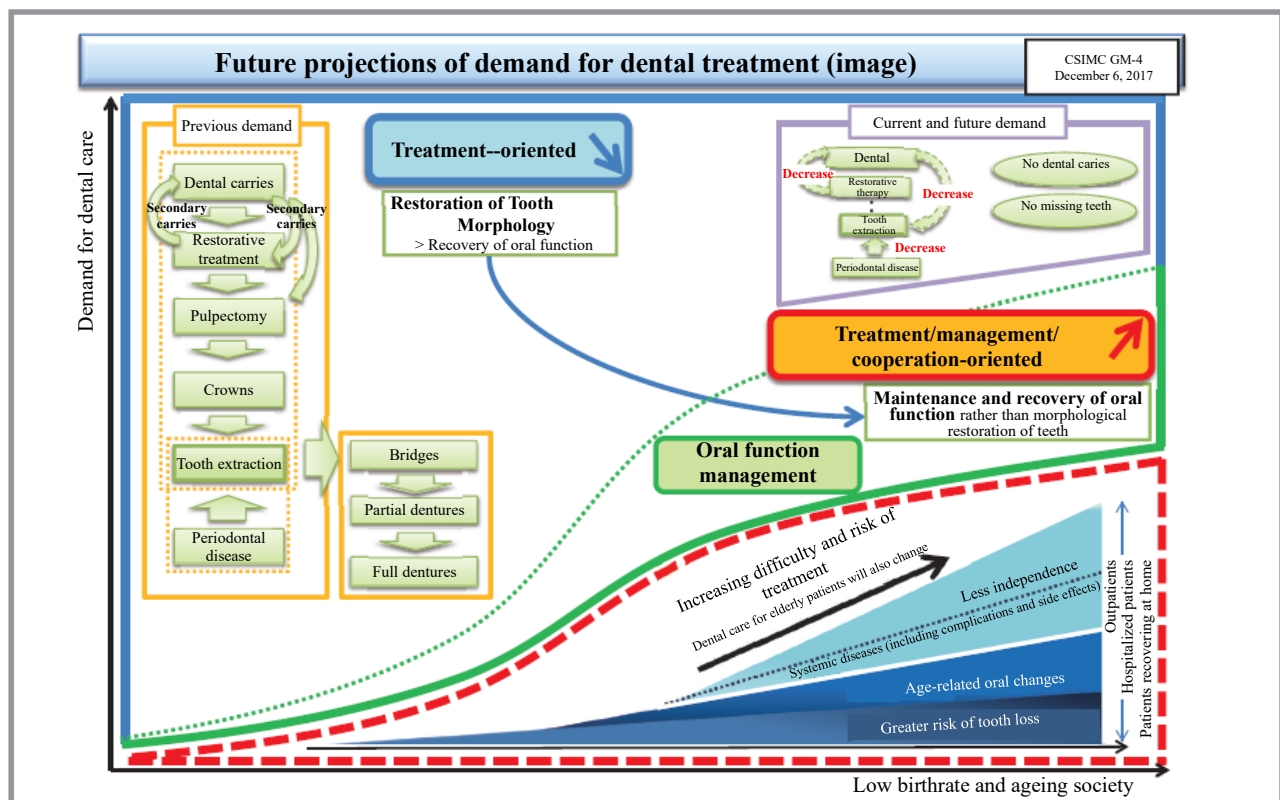 Future projections of demand for dental treatment (image)
CSIMC GM-4
December 6, 2017
Demand for dental care
Previous demand
Dental carries
Secondary
carries
Secondary
carries
Restorative
treatment
Pulpectomy
Crowns
Tooth extraction
Periodontal
disease
Bridges
Partial dentures
Full dentures
Treatment--oriented
Restoration of Tooth
Morphology
> Recovery of oral function
Current and future demand
Dental
Decrease
Restorative
therapy
Decrease
Tooth
extraction
Decrease
Periodontal disease
No dental caries
No missing teeth
Treatment/management/
cooperation-oriented
Maintenance and recovery of oral
function rather than morphological
restoration of teeth
Oral function
management
Increasing difficulty and risk of
treatment
Dental care for elderly patients will also change
Less independence
Systemic diseases (including complications and side effects)
Age-related oral changes
Greater risk of tooth loss
Outpatients
Hospitalized patients
Patients recovering at home
Low birthrate and ageing society